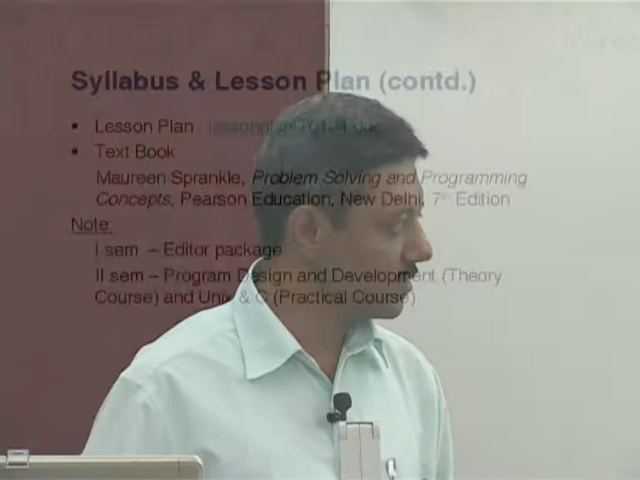 Syllabus & Lesson Plan (contd.)
▪ Lesson Plan :
▪ Text Book
Maureen Sprankle, Problem Solving and Programming
Concepts, Pearson Education, New Delhi, 7th Edition
Note:
I sem – Editor package
II sem – Program Design and Development (Theory
Course) and Unix & C (Practical Course)